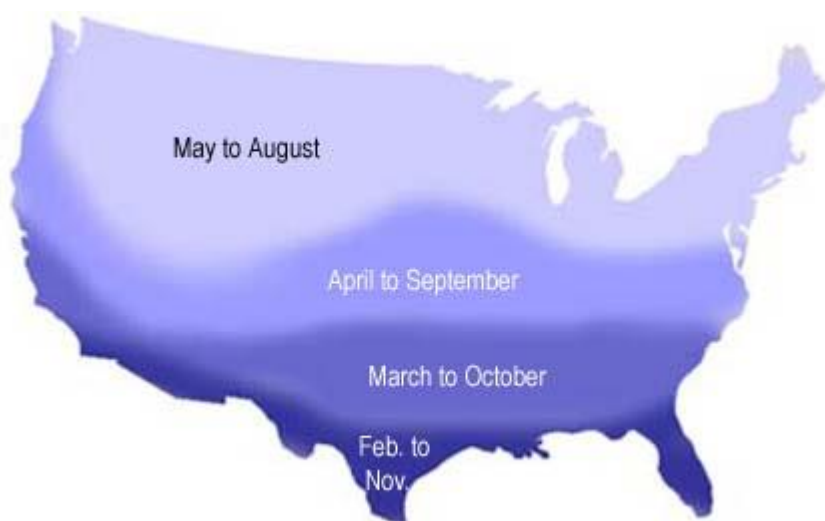 May to August
April to September
March to October
Feb. to
Nov.